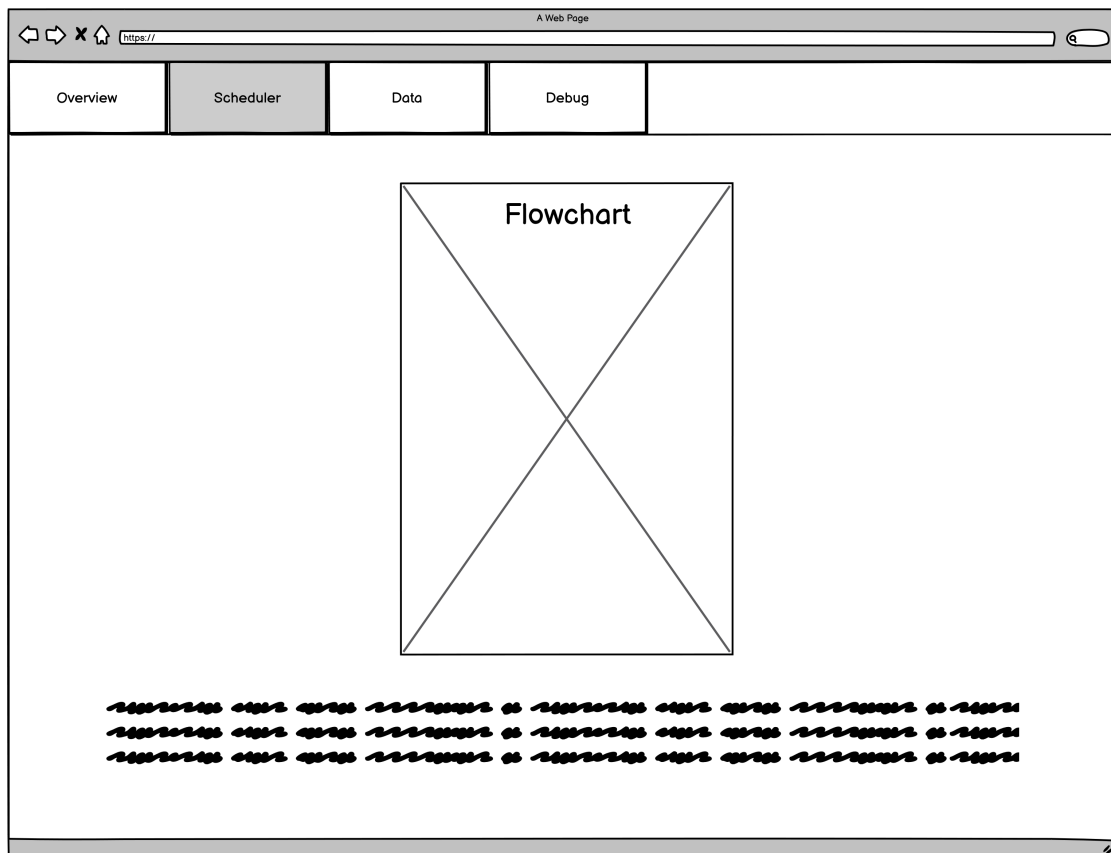 A Web Page
https://
Overview
Scheduler
Data
Debug
Flowchart